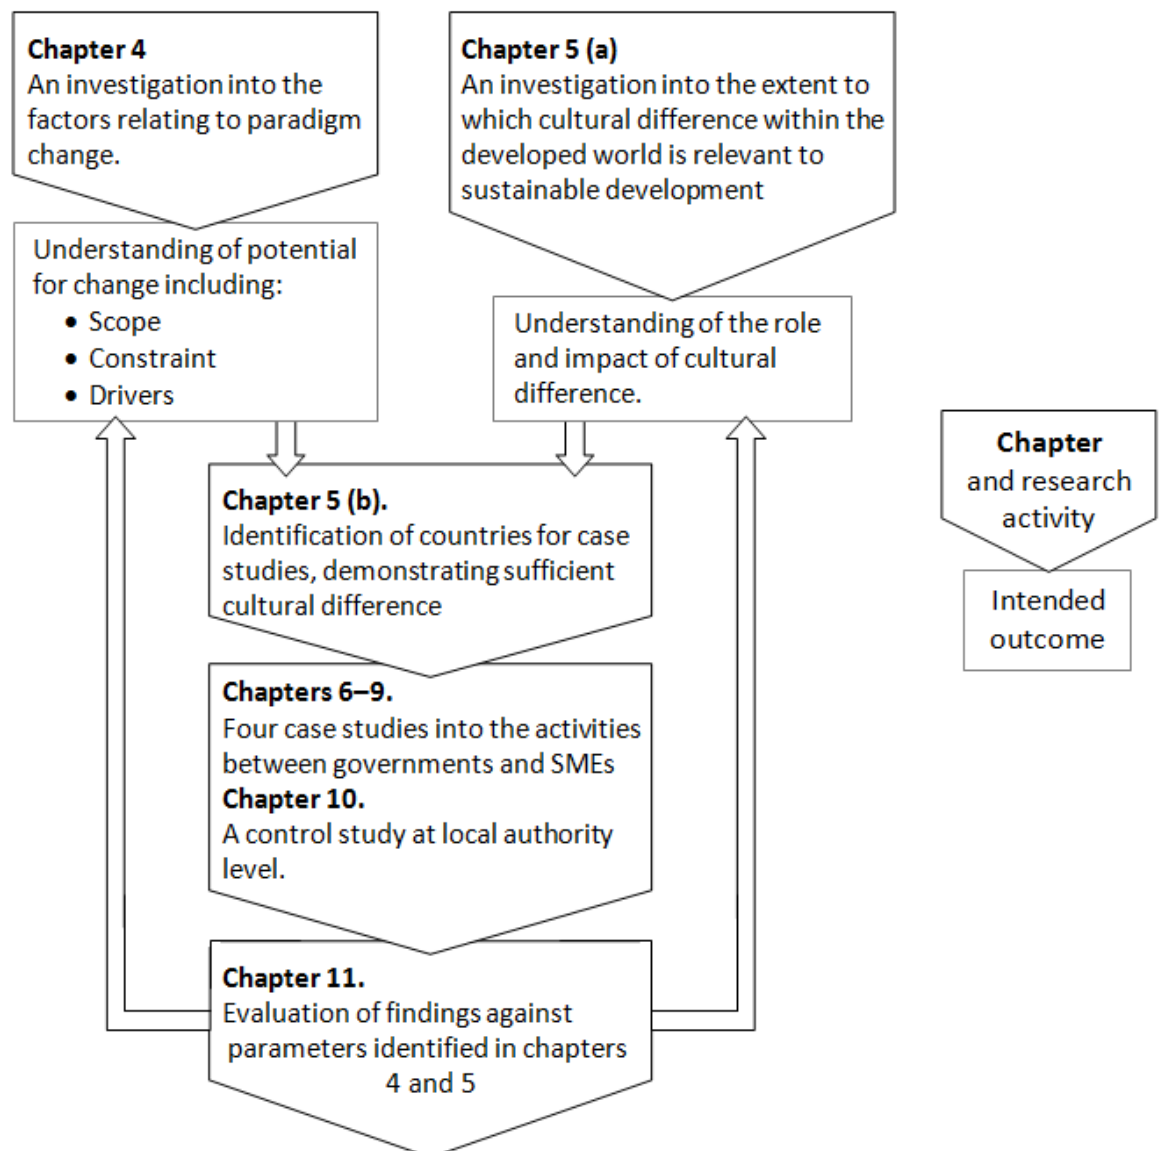 Chapter 4
An investigation into the
factors relating to paradigm
change.
Chapter 5 (a)
An investigation into the extent to
which cultural difference within the
developed world is relevant to
sustainable development
Understanding of potential
for change including:
• Scope
• Constraint
• Drivers
Understanding of the role
and impact of cultural
difference.
Chapter
and research
activity
Intended
outcome
Chapter 5 (b).
Identification of countries for case
studies, demonstrating sufficient
cultural difference
Chapters 6–9.
Four case studies into the activities
between governments and SMEs
Chapter 10.
A control study at local authority
level.
Chapter 11.
Evaluation of findings against
parameters identified in chapters
4 and 5